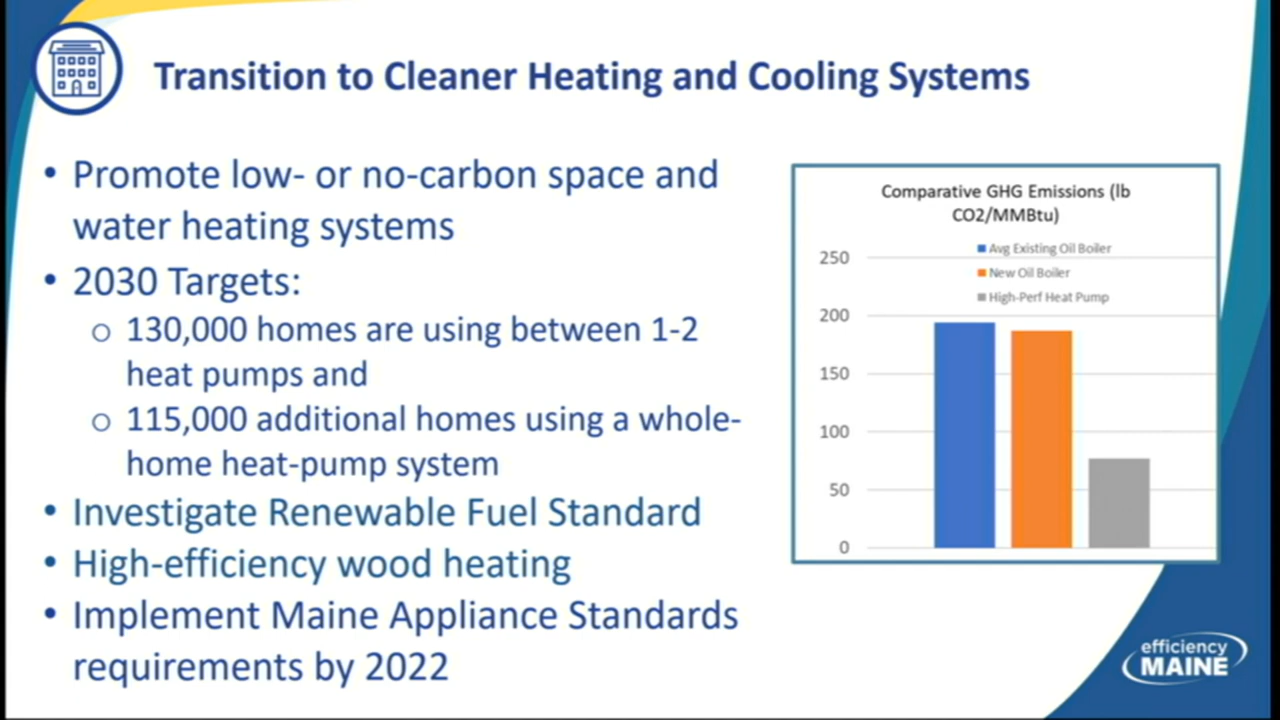 Transition to Cleaner Heating and Cooling Systems
• Promote low- or no-carbon space and
water heating systems
• 2030 Targets:
o 130,000 homes are using between 1-2
heat pumps and
o 115,000 additional homes using a whole-
home heat-pump system
• Investigate Renewable Fuel Standard
• High-efficiency wood heating
• Implement Maine Appliance Standards
requirements by 2022
Comparative GHG Emissions (lb
CO2/MMBtu)
Avg Existing Oil Boiler
New Oil Boiler
High-Perf Heat Pump
250
200
150
100
50
0
efficiency
MAINE